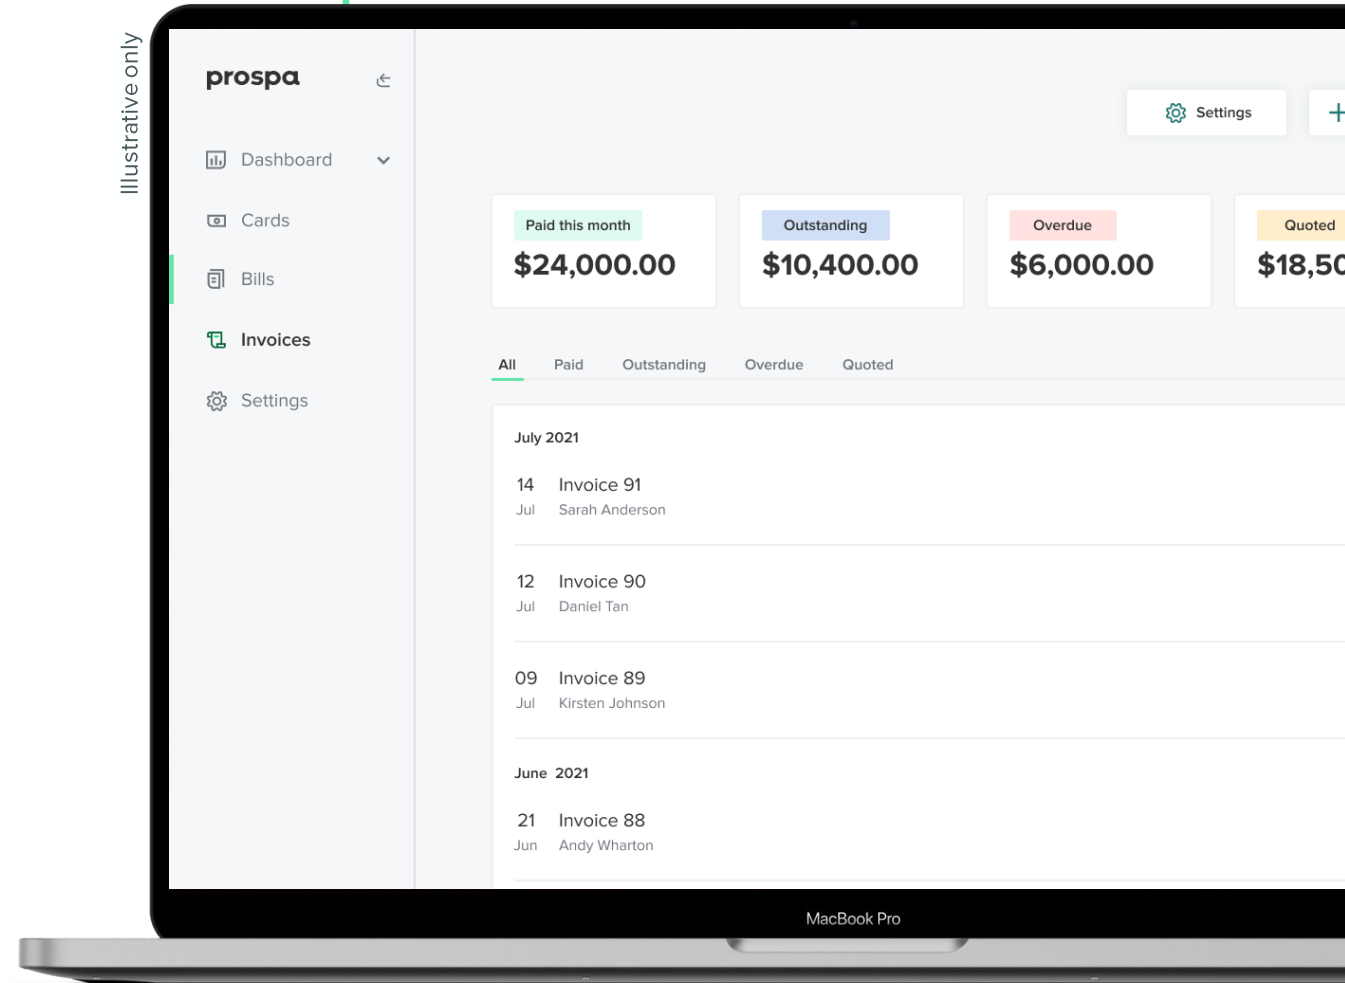 Illustrative only
prospa
Dashboard
Cards
Bills
Invoices
Settings
Settings
Paid this month
$24,000.00
Outstanding
$10,400.00
Overdue
$6,000.00
Quoted
$18,50
All Paid Outstanding Overdue Quoted
July 2021
14 Invoice 91
Jul Sarah Anderson
12 Invoice 90
Jul Daniel Tan
09 Invoice 89
Jul Kirsten Johnson
June 2021
21 Invoice 88
Jun Andy Wharton
MacBook Pro